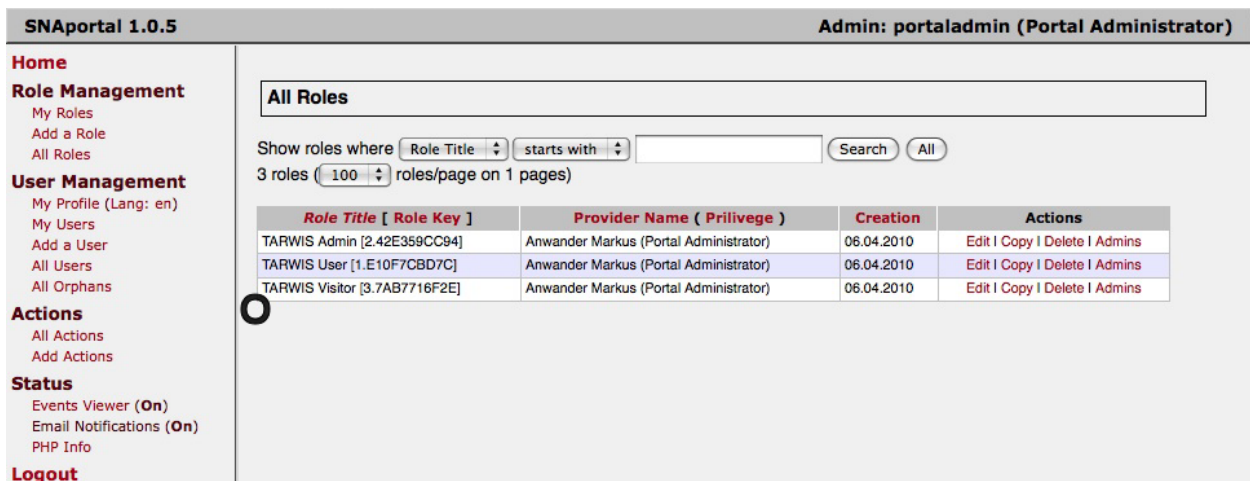 SNAportal 1.0.5 Admin: portaladmin (Portal Administrator)
Home
Role Management
My Roles
Add a Role
All Roles
User Management
My Profile (Lang: en)
My Users
Add a User
All Users
All Orphans
Actions
All Actions
Add Actions
Status
Events Viewer (On)
Email Notifications (On)
PHP Info
Logout
All Roles
Show roles where Role Title starts with Search All
3 roles ( 100 roles/page on 1 pages)
Role Title [ Role Key ] Provider Name ( Prilivege ) Creation Actions
TARWIS Admin [2.42E359CC94] Anwander Markus (Portal Administrator) 06.04.2010 Edit | Copy | Delete | Admins
TARWIS User [1.E10F7CBD7C] Anwander Markus (Portal Administrator) 06.04.2010 Edit | Copy | Delete | Admins
TARWIS Visitor [3.7AB7716F2E] Anwander Markus (Portal Administrator) 06.04.2010 Edit | Copy | Delete | Admins
O